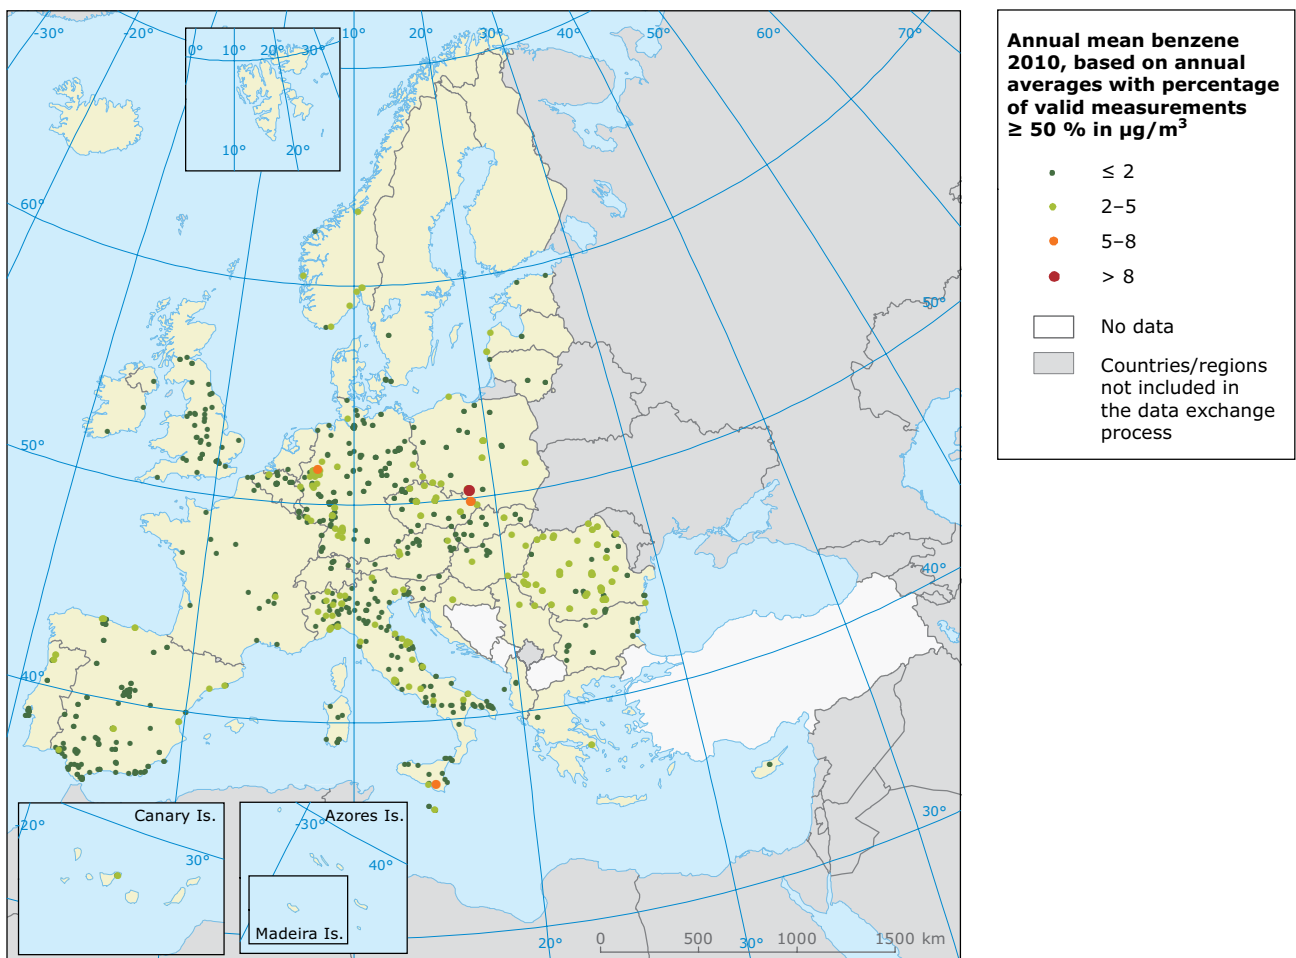 -30°
-20°
10°
20°
30°
40°
50°
60°
70°
0°
10°
20°
30°
10°
20°
60°
50°
50°
40°
40°
30°
Canary Is.
-20°
30°
Azores Is.
-30°
40°
Madeira Is.
20°
30°
0 500 1000 1500 km
Annual mean benzene
2010, based on annual
averages with percentage
of valid measurements
≥ 50 % in µg/m³
≤ 2
2–5
5–8
> 8
No data
Countries/regions
not included in
the data exchange
process